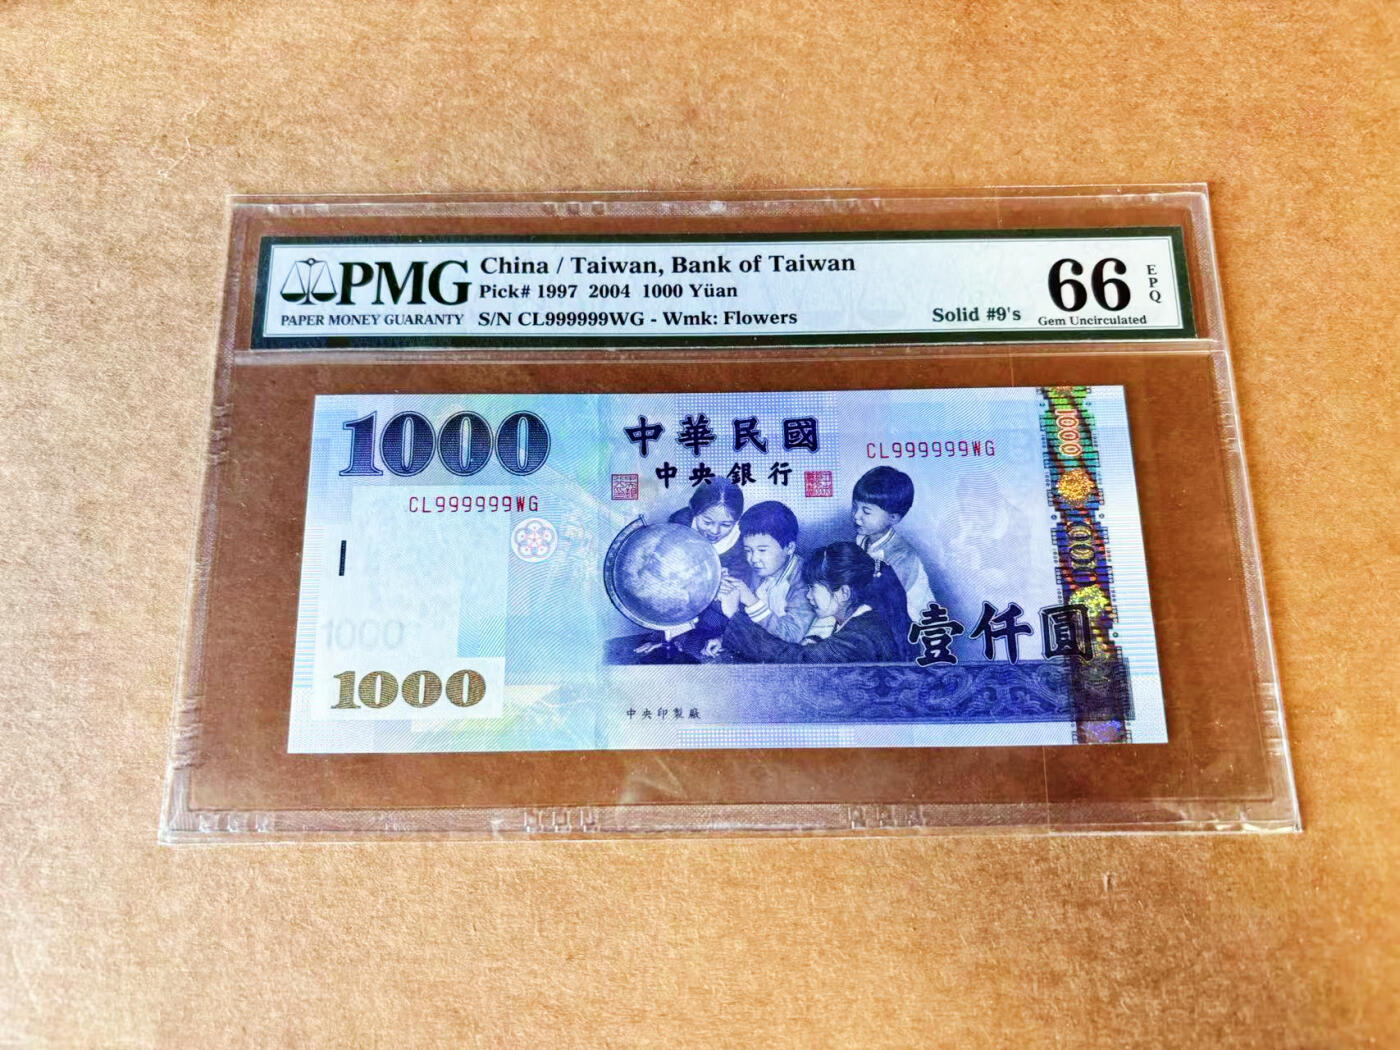 PMG
PAPER MONEY GUARANTY
China / Taiwan, Bank of Taiwan
Pick# 1997 2004 1000 Yüan
S/N CL999999WG - Wmk: Flowers
Solid #9's
66
EPQ
Gem Uncirculated
1000
中華民國
中央銀行
CL999999WG
CL999999WG
1000
1000
壹仟圓
1000
1000
中央印製廠